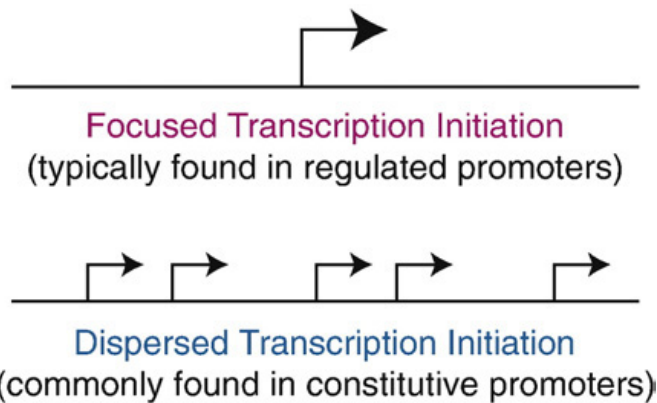 Focused Transcription Initiation
(typically found in regulated promoters)
Dispersed Transcription Initiation
(commonly found in constitutive promoters)